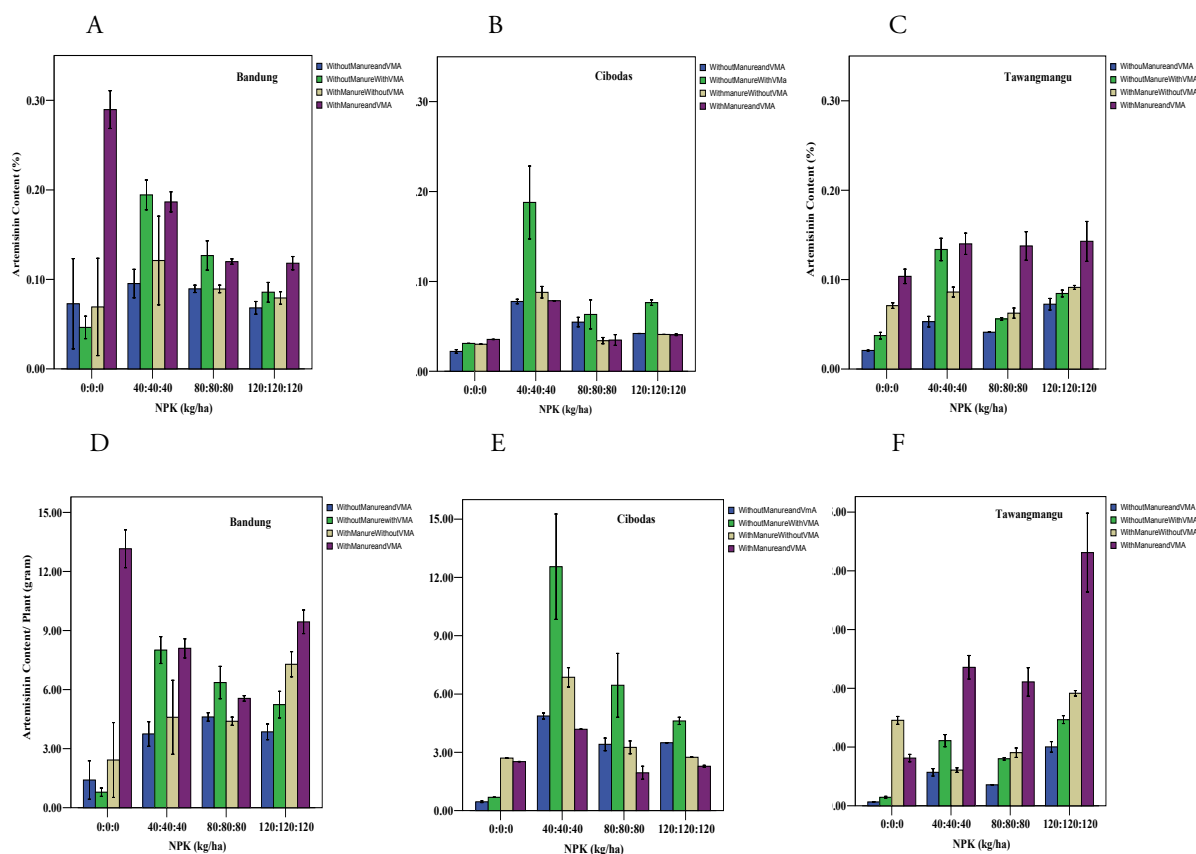 A
B
C
Bandung
WithoutManureandVMA
WithoutManureWithVMA
WithManureWithoutVMA
WithManureandVMA
Artemisinin Content (%)
0.30
0.20
0.10
0.00
0:0:0 40:40:40 80:80:80 120:120:120
NPK (kg/ha)
Cibodas
WithoutManureandVMA
WithoutManureWithVMa
WithmanureWithoutVMA
WithManureandVMA
.30
.20
.10
.00
0:0:0 40:40:40 80:80:80 120:120:120
NPK (kg/ha)
Tawangmangu
WithouManureandVMA
WithoutManureWithVMA
WithManureWithoutVMA
WithManureandVMA
Artemisinin Content (%)
0.30
0.20
0.10
0.00
0:0:0 40:40:40 80:80:80 120:120:120
NPK (kg/ha)
D
E
F
Bandung
WithoutManureandVMA
WithoutManurewithVMA
WithManureWithoutVMA
WithManureandVMA
Artemisinin Content/ Plant (gram)
15.00
12.00
9.00
6.00
3.00
0.00
0:0:0 40:40:40 80:80:80 120:120:120
NPK (kg/ha)
Cibodas
WithoutManureandVmA
WithoutManureWithVMA
WithManureWithoutVMA
WithManureandVMA
15.00
12.00
9.00
6.00
3.00
0.00
0:0:0 40:40:40 80:80:80 120:120:120
NPK (kg/ha)
Tawangmangu
WithoutManureandVMA
WithoutManureWithVMA
WithManureWithoutVMA
WithManureandVMA
.00
.00
.00
.00
.00
.00
0:0:0 40:40:40 80:80:80 120:120:120
NPK (kg/ha)